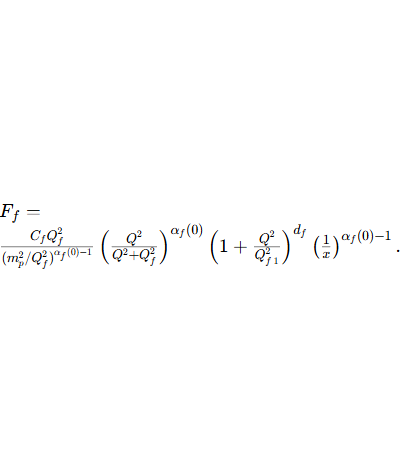 F_f =
\frac{C_f Q_f^2}{(m_p^2/Q_f^2)^{\alpha_f(0)-1}} \left(\frac{Q^2}{Q^2+Q_f^2}\right)^{\alpha_f(0)} \left(1+\frac{Q^2}{Q_{f\,1}^2}\right)^{d_f} \left(\frac{1}{x}\right)^{\alpha_f(0)-1}.